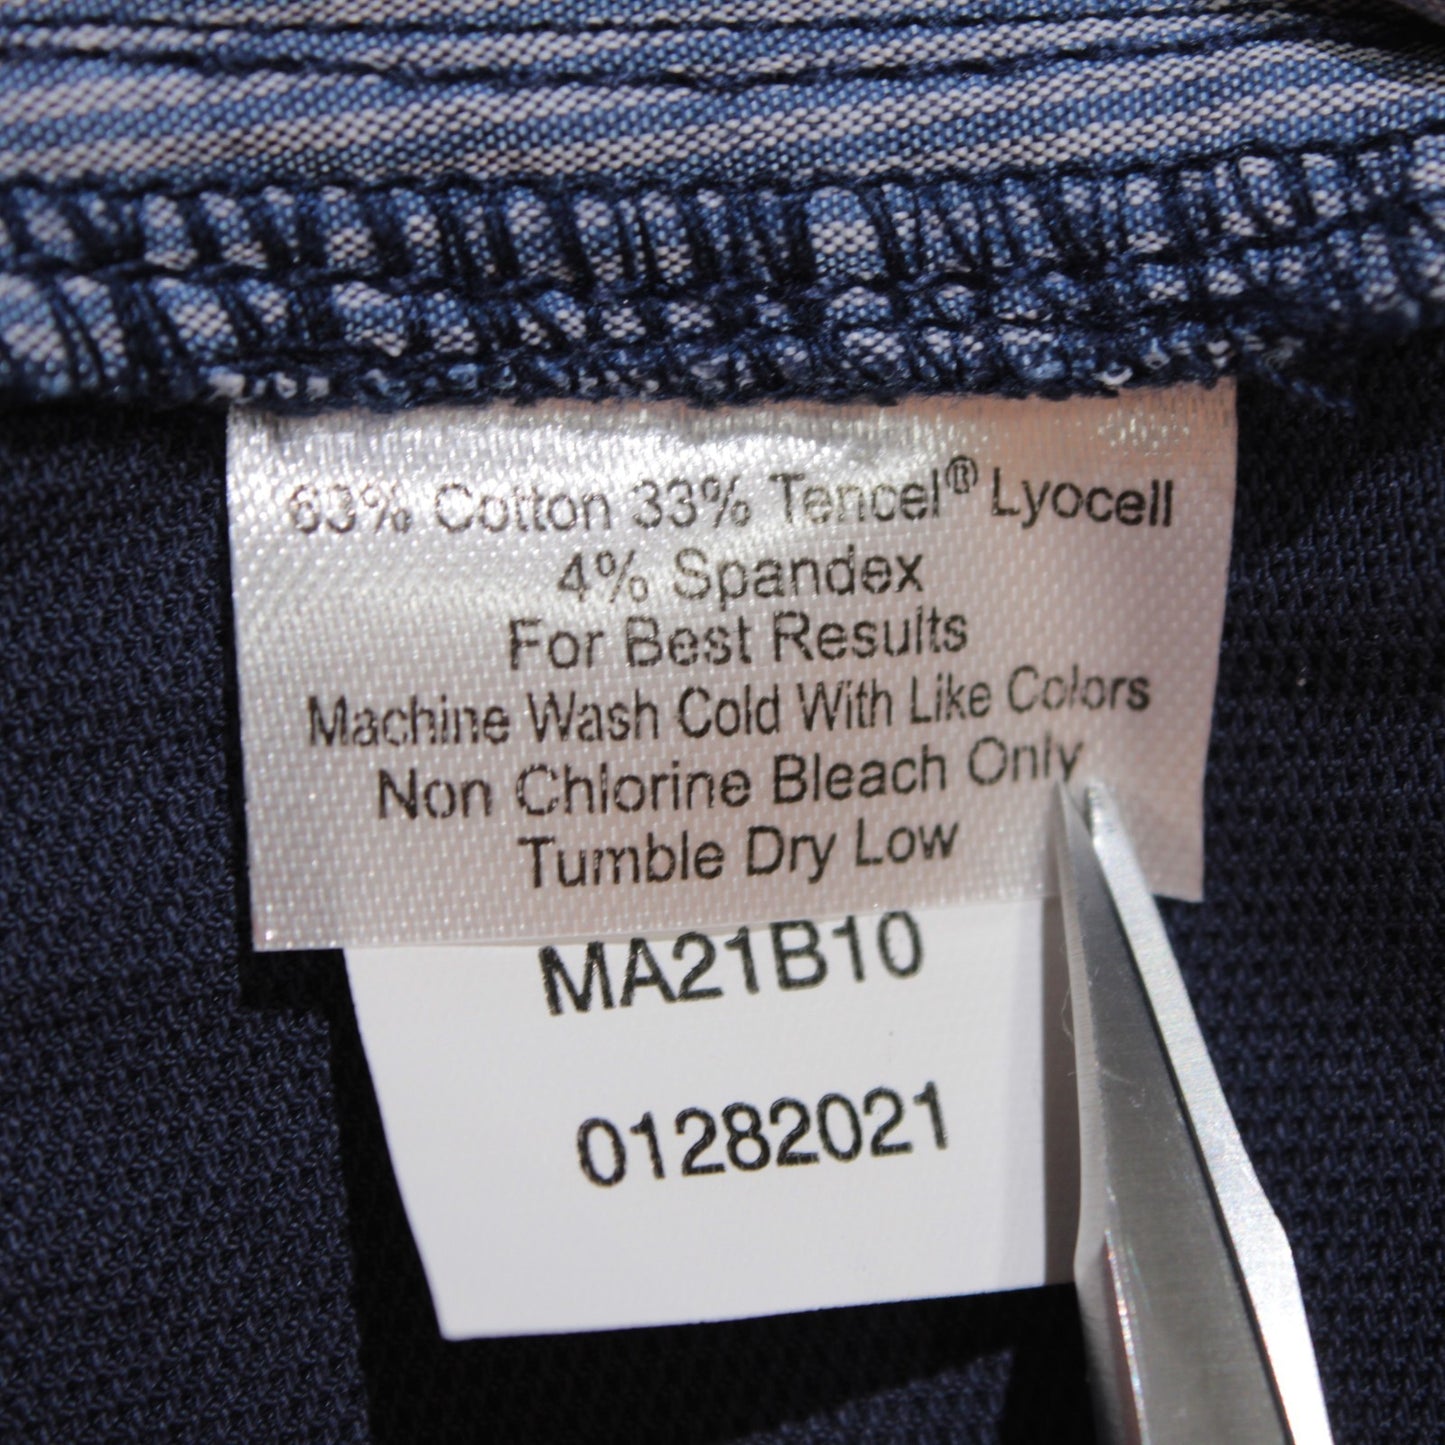 63% Cotton 33% Tencel® Lyocell
4% Spandex
For Best Results
Machine Wash Cold With Like Colors
Non Chlorine Bleach Only
Tumble Dry Low
MA21B10
01282021